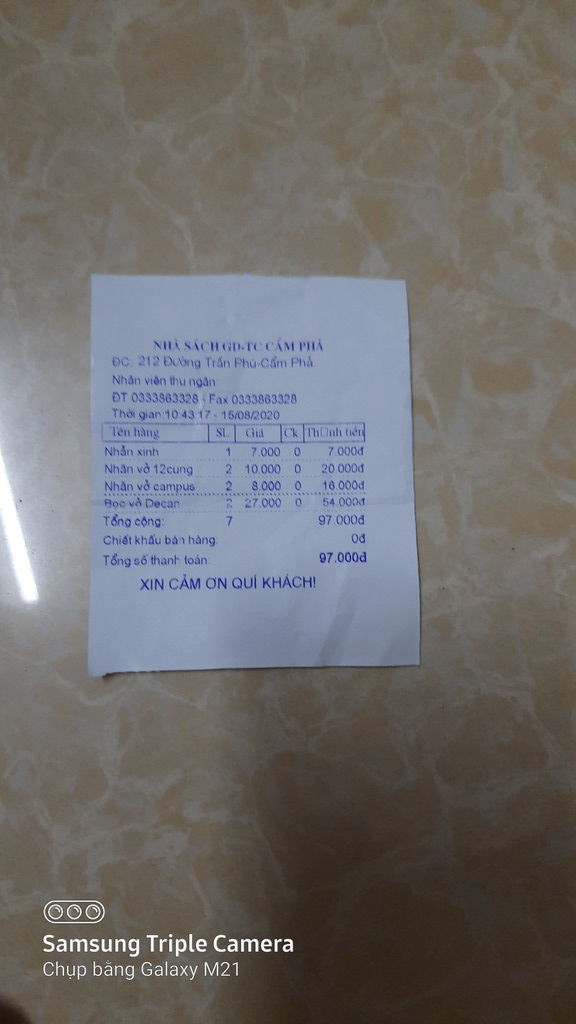 NHÀ SÁCH GD-TC CẨM PHẢ
ĐC: 212 Đường Trần Phú-Cẩm Phả
Nhân viên thu ngân
ĐT 0333863328 - Fax 0333863328
Thời gian:10:43:17 - 15/08/2020
Tên hàng SL Giá Ck Th□nh tiền
Nhẫn xinh 1 7.000 0 7.000đ
Nhãn vở 12cung 2 10.000 0 20.000đ
Nhãn vở campus 2 8.000 0 16.000đ
Bọc vở Decan 2 27.000 0 54.000đ
Tổng cộng: 7 97.000đ
Chiết khấu bán hàng: 0đ
Tổng số thanh toán: 97.000đ
XIN CẢM ƠN QUÍ KHÁCH!
Samsung Triple Camera
Chụp bằng Galaxy M21